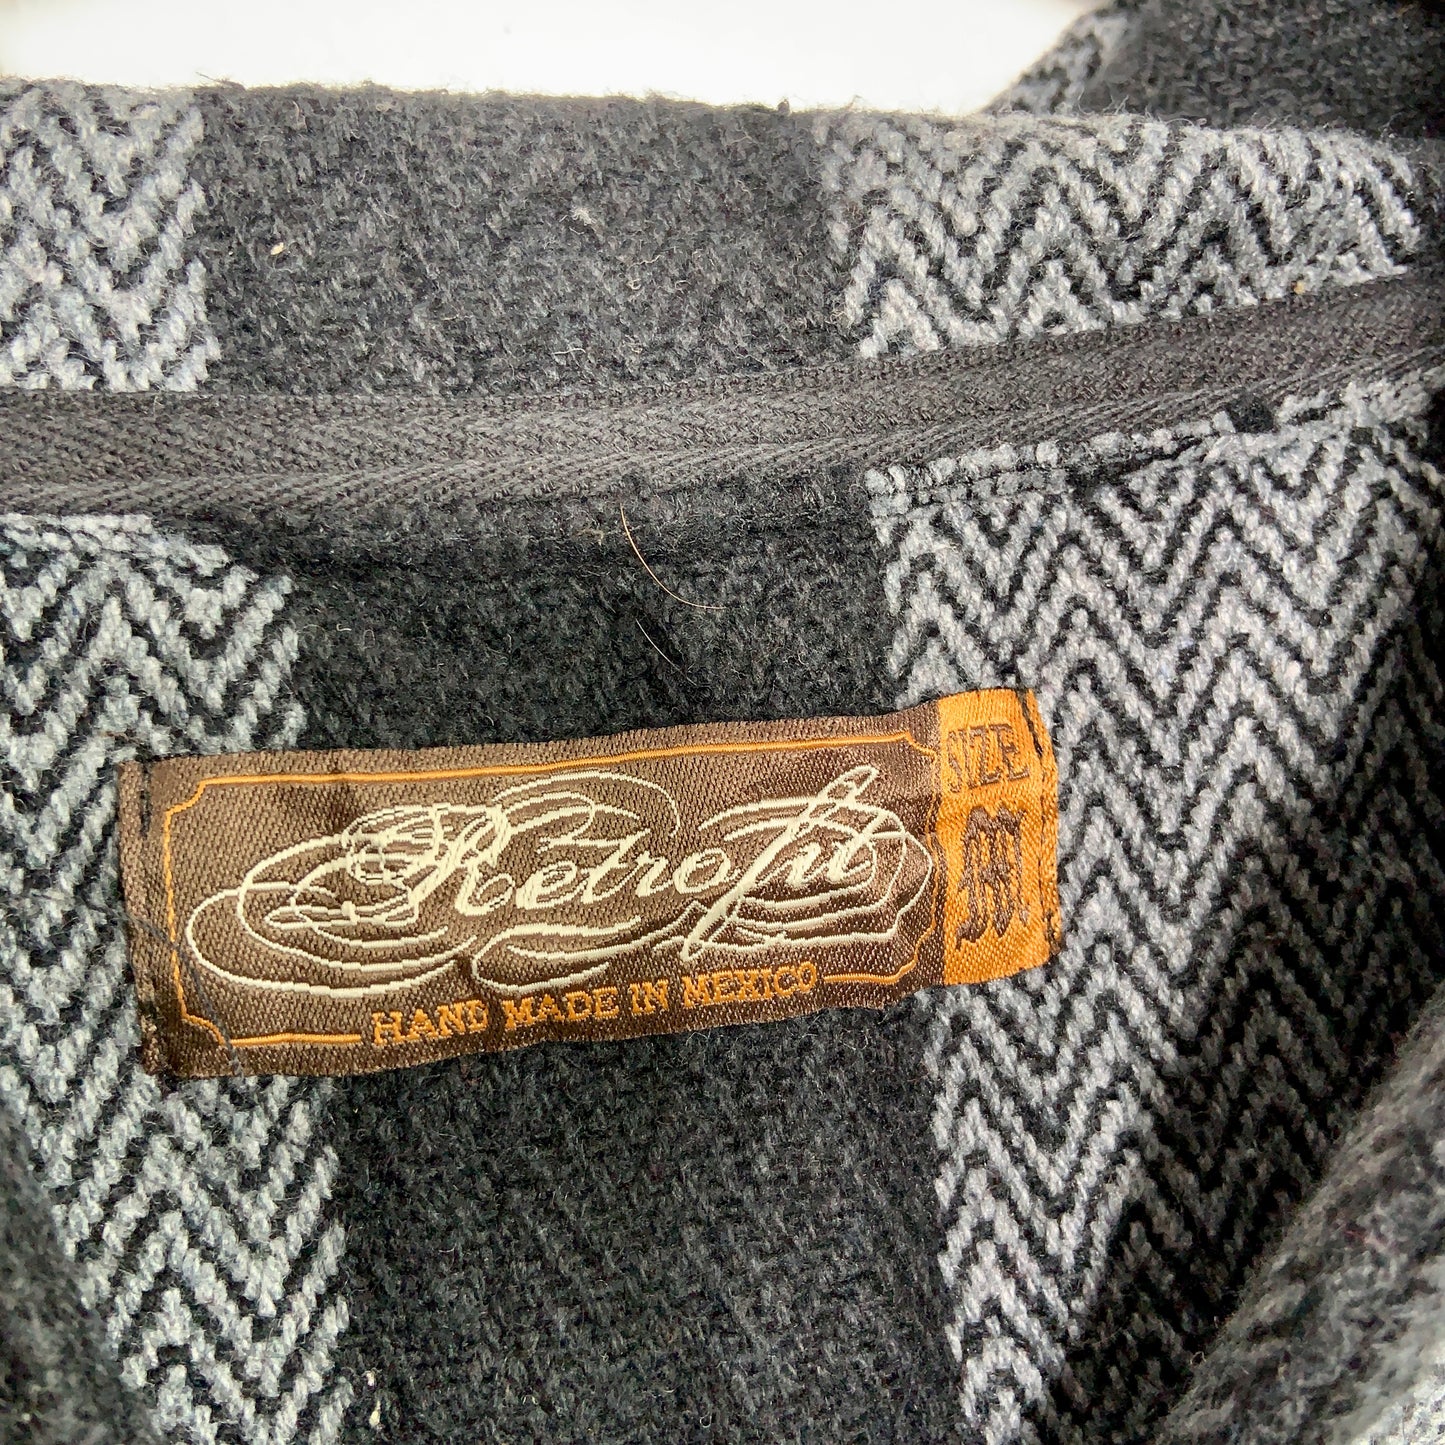 RetroFit
HAND MADE IN MEXICO
SIZE
M